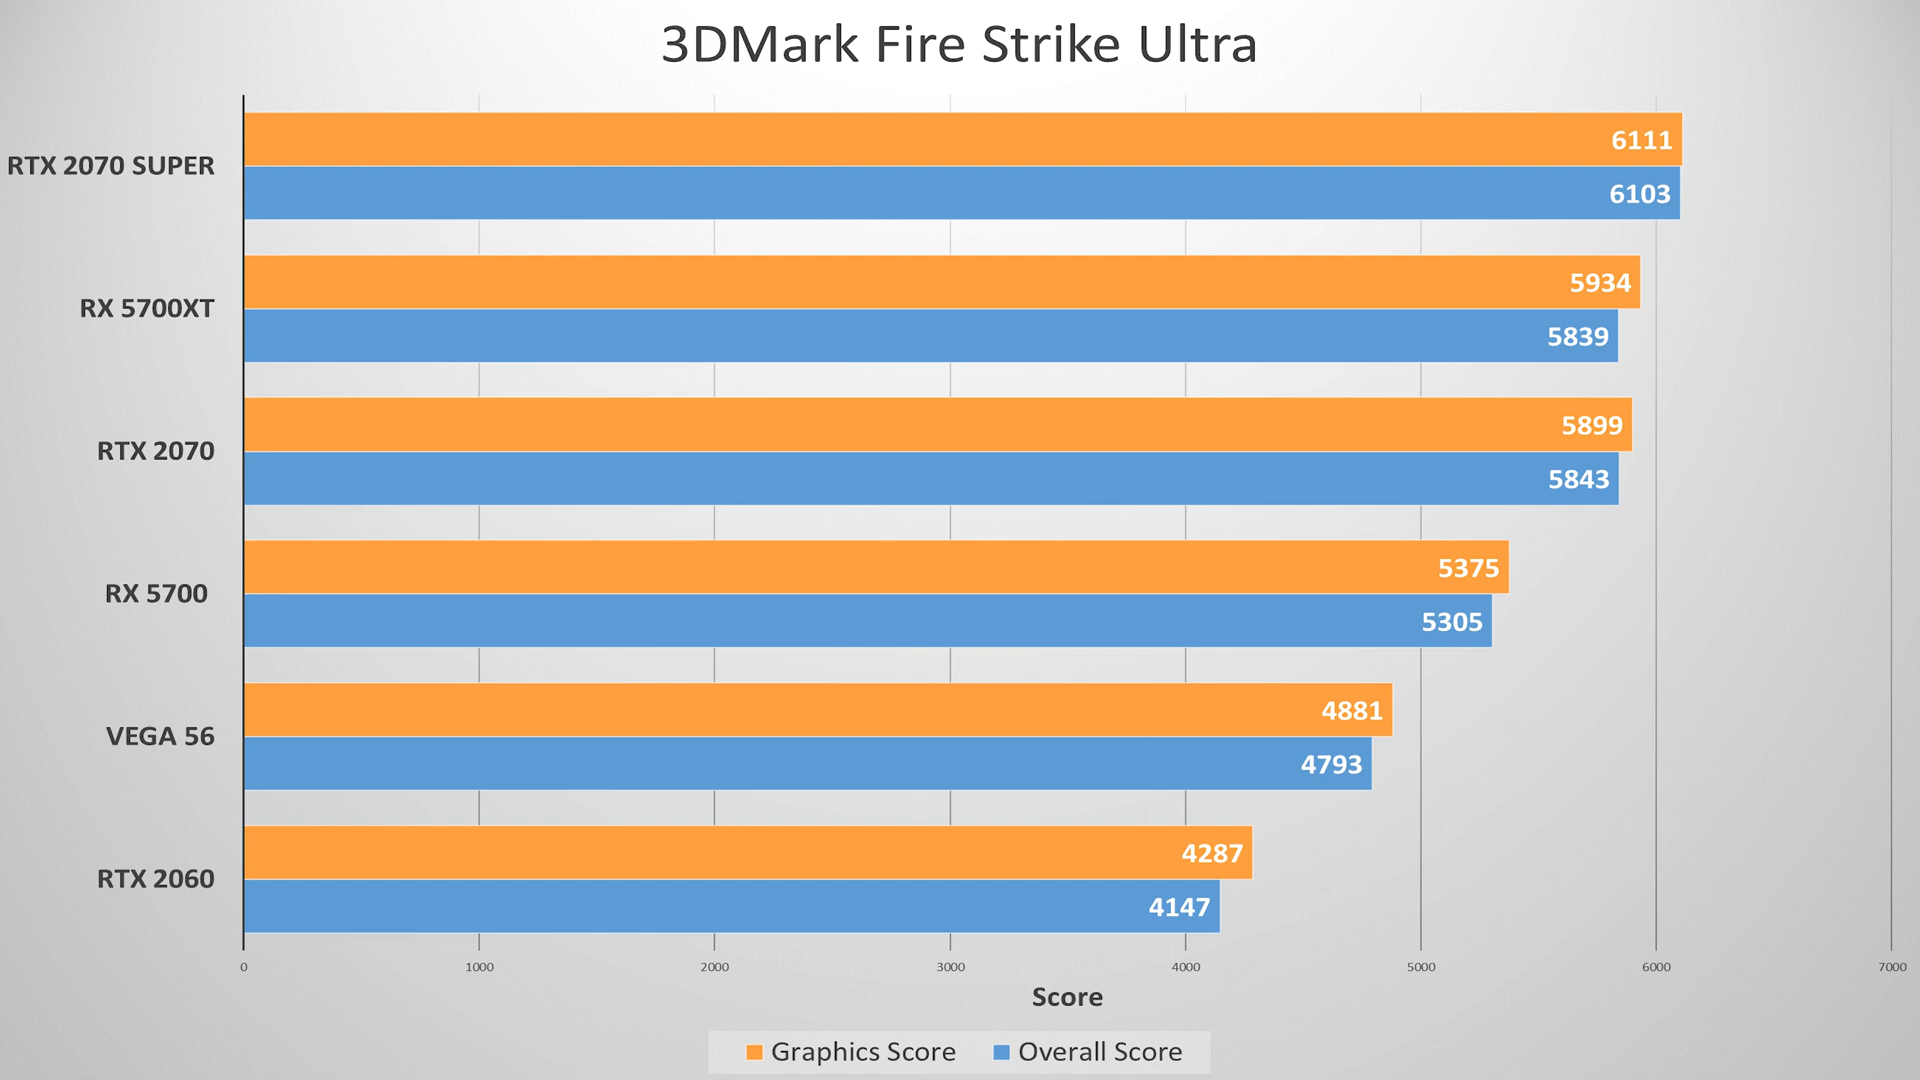 3DMark Fire Strike Ultra
RTX 2070 SUPER
6111
6103
RX 5700XT
5934
5839
RTX 2070
5899
5843
RX 5700
5375
5305
VEGA 56
4881
4793
RTX 2060
4287
4147
0 1000 2000 3000 4000 5000 6000 7000
Score
Graphics Score Overall Score